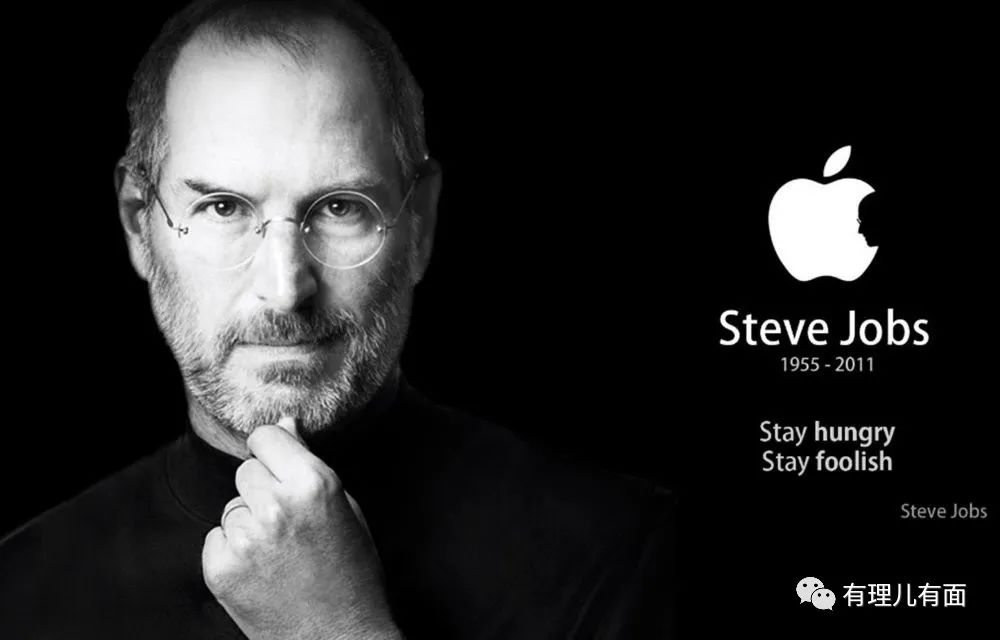 Steve Jobs
1955 - 2011
Stay hungry
Stay foolish
Steve Jobs
有理儿有面